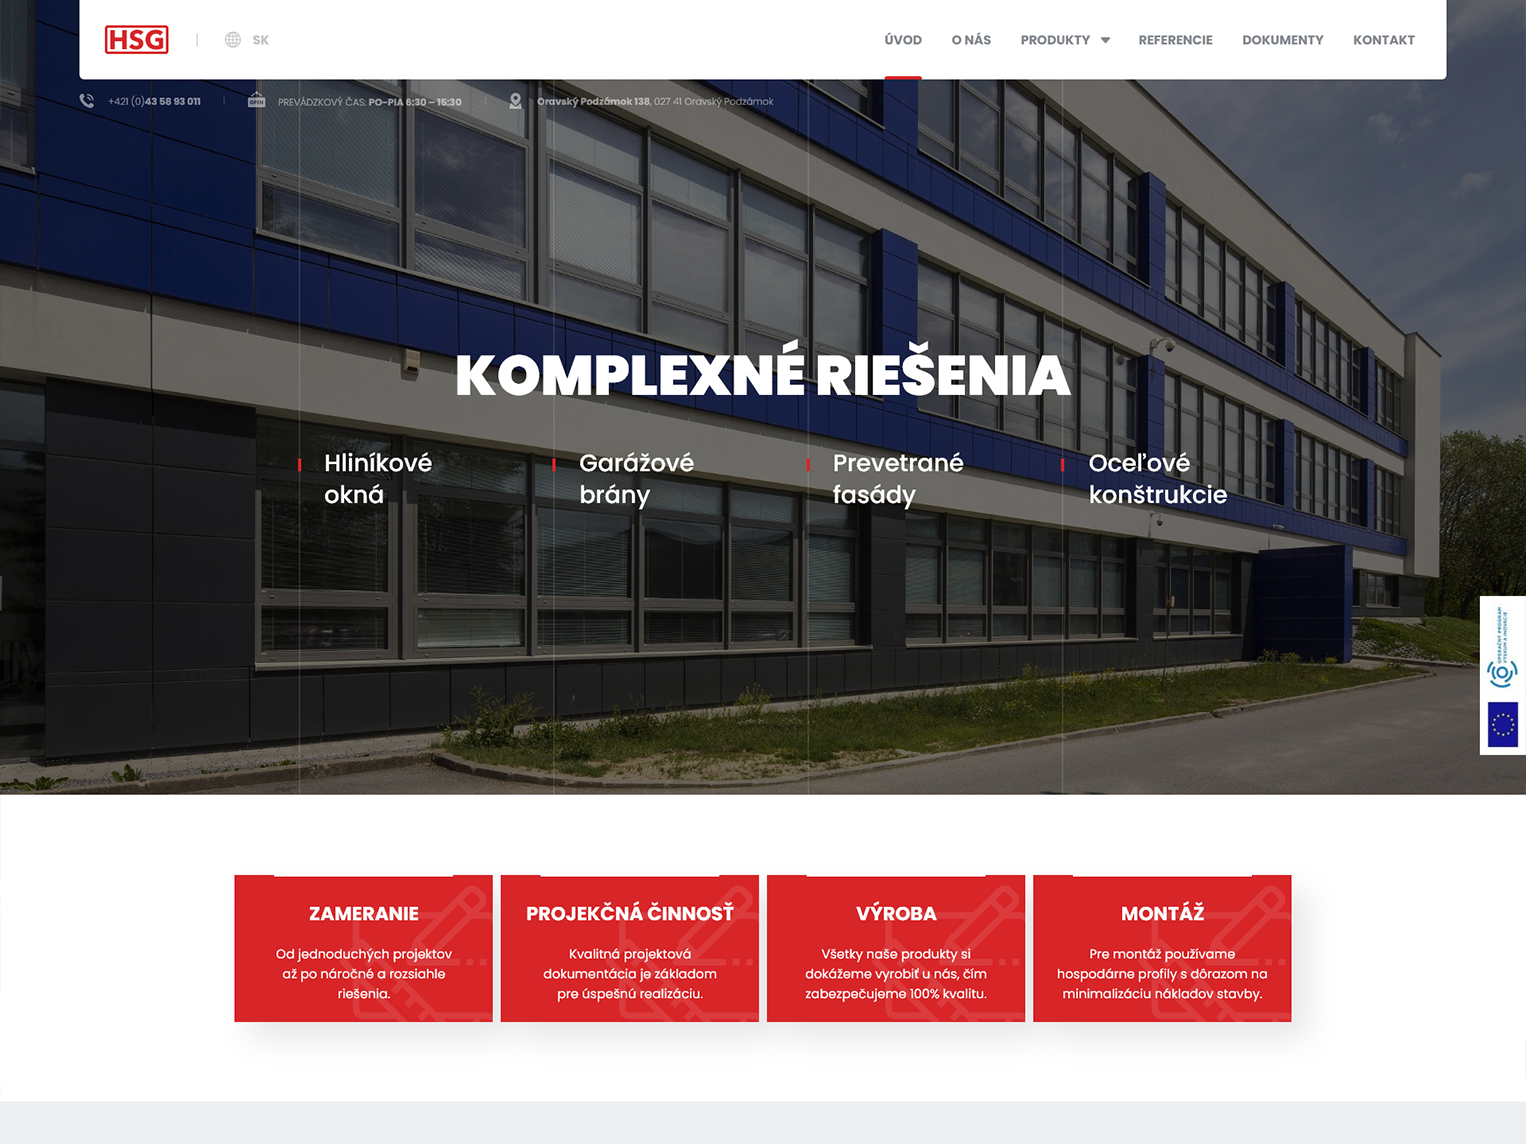 HSG
SK
ÚVOD
O NÁS
PRODUKTY
REFERENCIE
DOKUMENTY
KONTAKT
+421 (0)43 58 93 011
OPEN
PREVÁDZKOVÝ ČAS: PO-PIA 6:30 – 15:30
Oravský Podzámok 138, 027 41 Oravský Podzámok
KOMPLEXNÉ RIEŠENIA
Hliníkové
okná
Garážové
brány
Prevetrané
fasády
Oceľové
konštrukcie
OPERAČNÝ PROGRAM
VÝSKUM A INOVÁCIE
ZAMERANIE
Od jednoduchých projektov
až po náročné a rozsiahle
riešenia.
PROJEKČNÁ ČINNOSŤ
Kvalitná projektová
dokumentácia je základom
pre úspešnú realizáciu.
VÝROBA
Všetky naše produkty si
dokážeme vyrobiť u nás, čím
zabezpečujeme 100% kvalitu.
MONTÁŽ
Pre montáž používame
hospodárne profily s dôrazom na
minimalizáciu nákladov stavby.